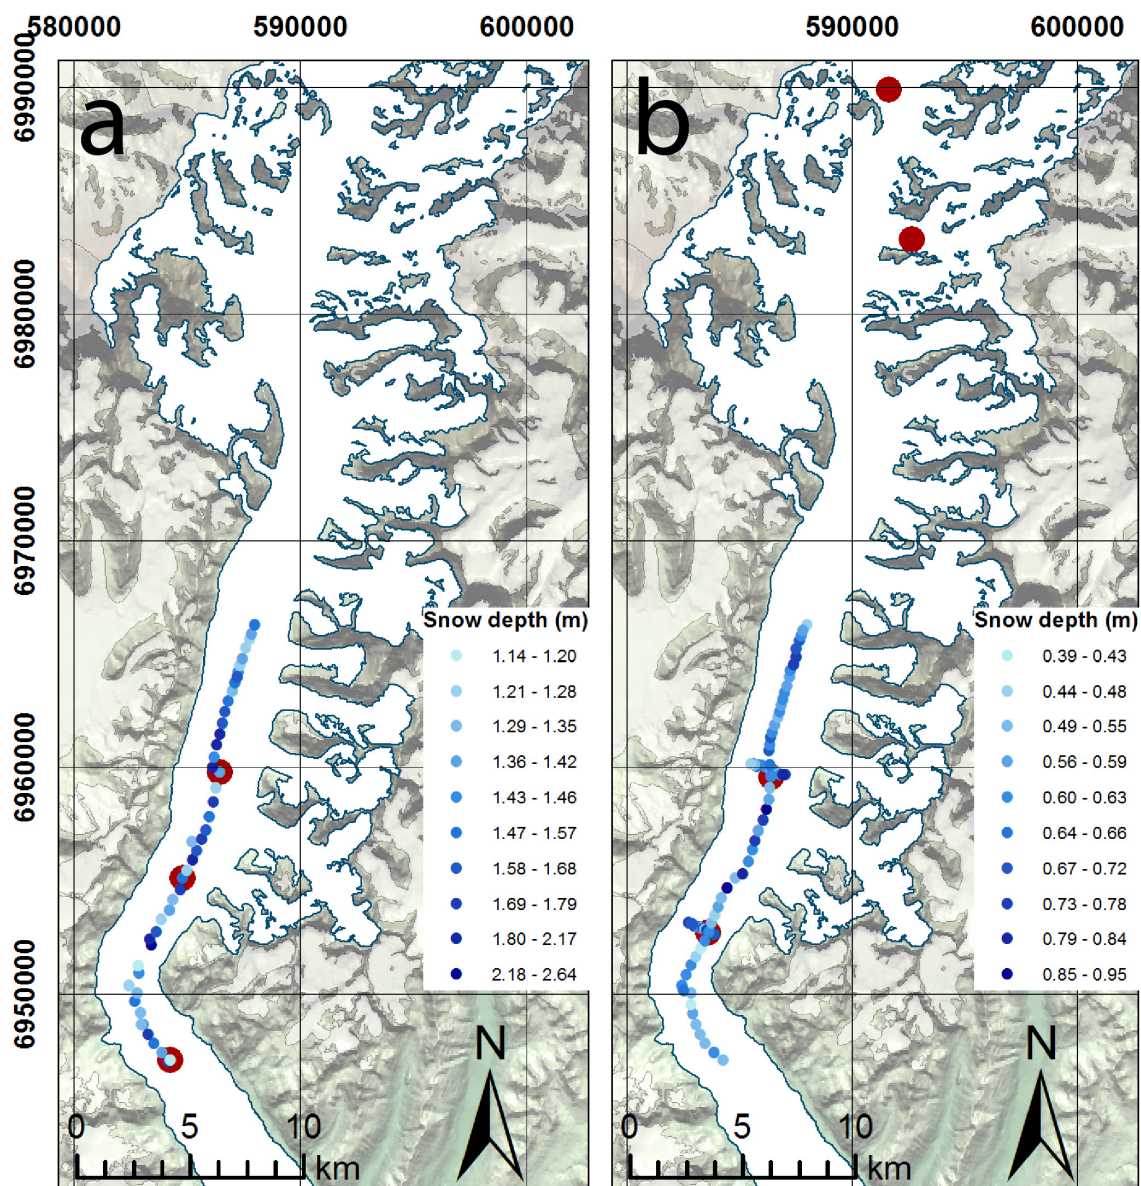 580000 590000 600000 590000 600000
a b
6990000
6980000
6970000
6960000
6950000
Snow depth (m)
1.14 - 1.20
1.21 - 1.28
1.29 - 1.35
1.36 - 1.42
1.43 - 1.46
1.47 - 1.57
1.58 - 1.68
1.69 - 1.79
1.80 - 2.17
2.18 - 2.64
N
0 5 10
km
Snow depth (m)
0.39 - 0.43
0.44 - 0.48
0.49 - 0.55
0.56 - 0.59
0.60 - 0.63
0.64 - 0.66
0.67 - 0.72
0.73 - 0.78
0.79 - 0.84
0.85 - 0.95
N
0 5 10
km